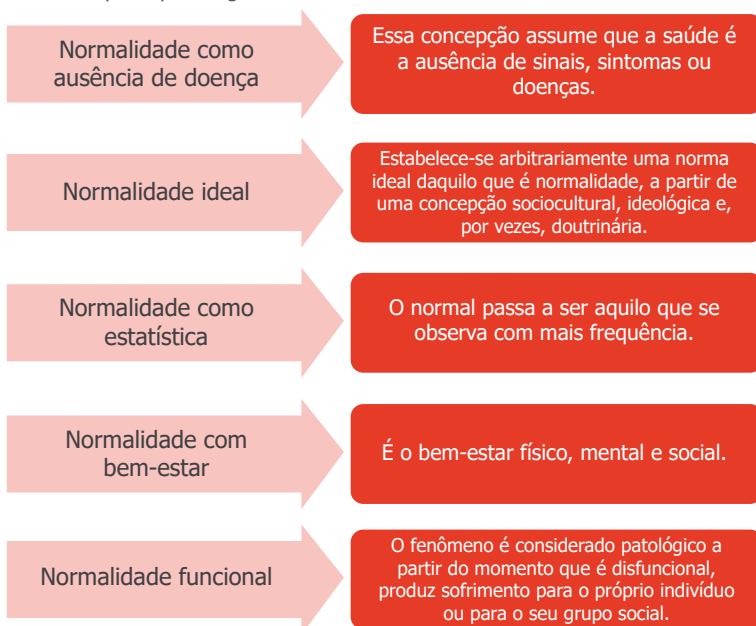 Normalidade como
ausência de doença
Essa concepção assume que a saúde é
a ausência de sinais, sintomas ou
doenças.
Normalidade ideal
Estabelece-se arbitrariamente uma norma
ideal daquilo que é normalidade, a partir de
uma concepção sociocultural, ideológica e,
por vezes, doutrinária.
Normalidade como
estatística
O normal passa a ser aquilo que se
observa com mais frequência.
Normalidade com
bem-estar
É o bem-estar físico, mental e social.
Normalidade funcional
O fenômeno é considerado patológico a
partir do momento que é disfuncional,
produz sofrimento para o próprio indivíduo
ou para o seu grupo social.